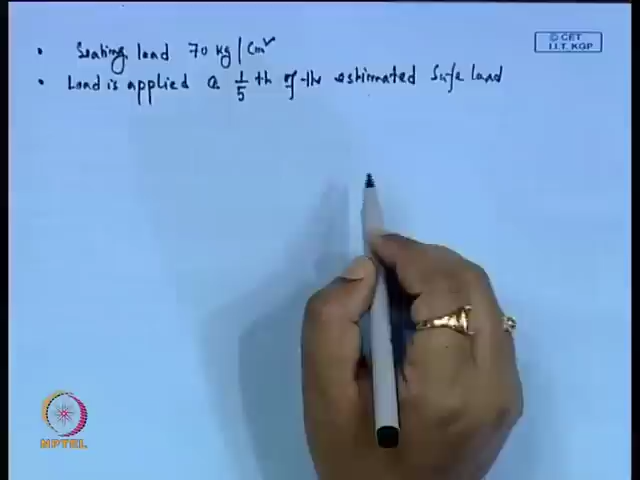 • Seating load 70 kg/cm²
• Load is applied @ 1/5 th of the estimated safe load
© CET
I.I.T. KGP
NPTEL